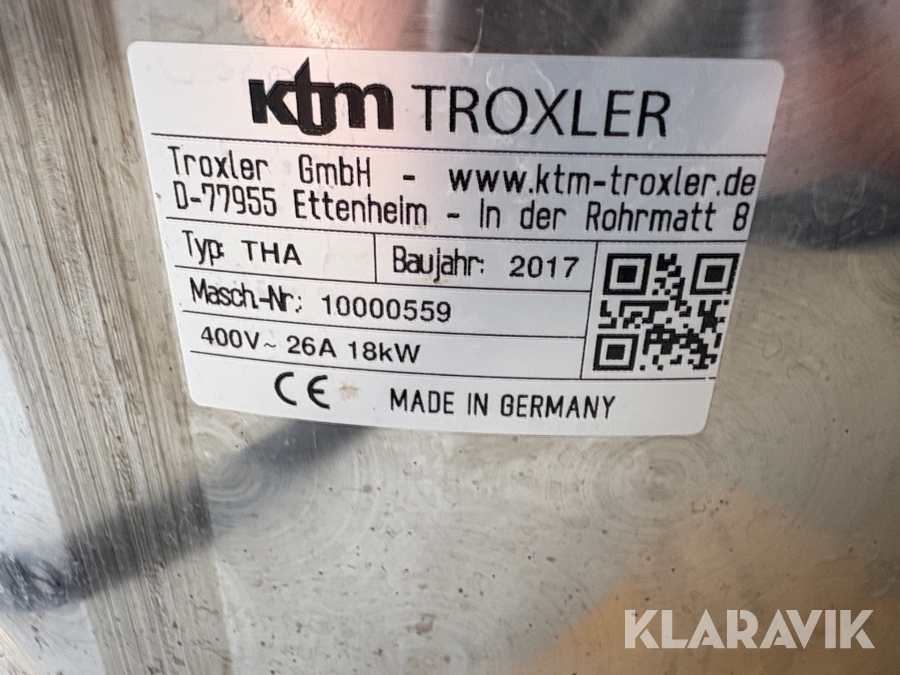 ktm TROXLER
Troxler GmbH - www.ktm-troxler.de
D-77955 Ettenheim - In der Rohrmatt 8
Typ: THA Baujahr: 2017
Masch.-Nr.: 10000559
400V~ 26A 18kW
CE MADE IN GERMANY
KLARAVIK